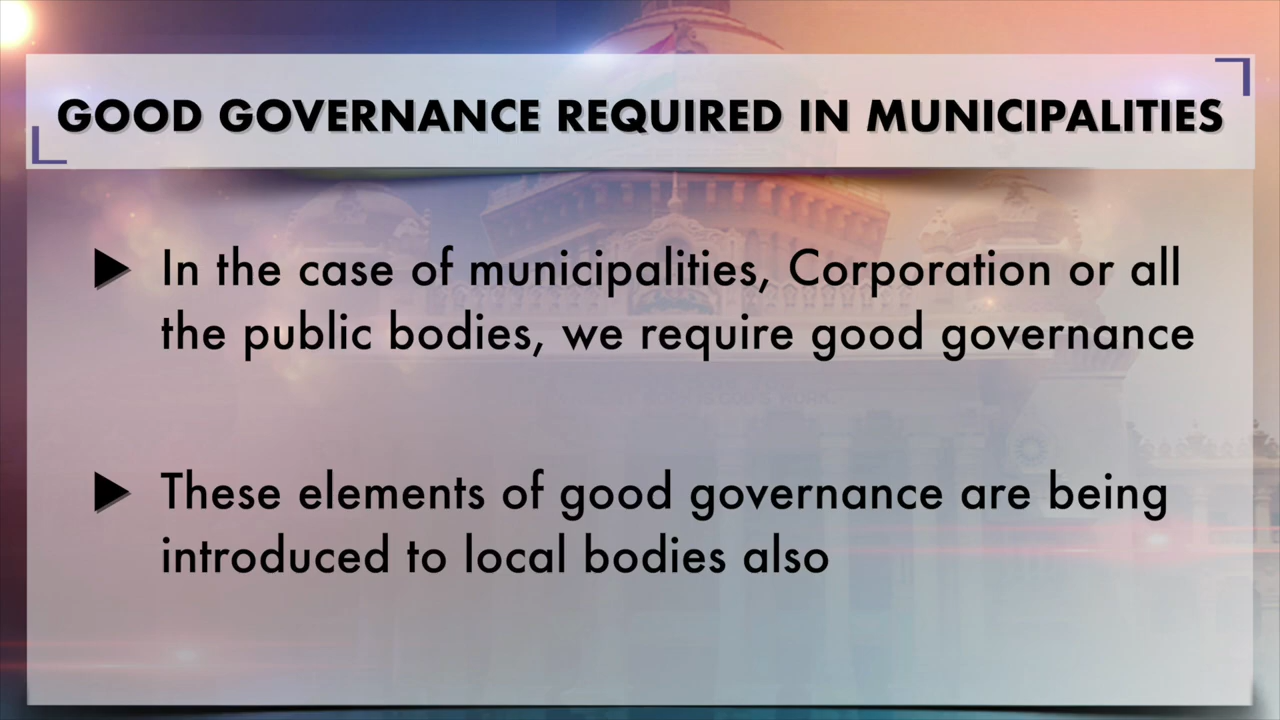 GOOD GOVERNANCE REQUIRED IN MUNICIPALITIES
In the case of municipalities, Corporation or all
the public bodies, we require good governance
These elements of good governance are being
introduced to local bodies also